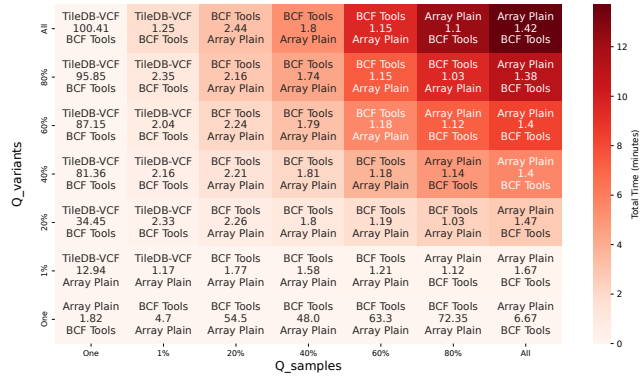 All
TileDB-VCF TileDB-VCF BCF Tools BCF Tools BCF Tools Array Plain Array Plain
100.41 1.25 2.44 1.8 1.15 1.1 1.42
BCF Tools BCF Tools Array Plain Array Plain Array Plain BCF Tools BCF Tools
80%
TileDB-VCF TileDB-VCF BCF Tools BCF Tools BCF Tools BCF Tools Array Plain
95.85 2.35 2.16 1.74 1.15 1.03 1.38
BCF Tools BCF Tools Array Plain Array Plain Array Plain Array Plain BCF Tools
60%
TileDB-VCF TileDB-VCF BCF Tools BCF Tools BCF Tools Array Plain Array Plain
87.15 2.04 2.24 1.79 1.18 1.12 1.4
BCF Tools BCF Tools Array Plain Array Plain Array Plain BCF Tools BCF Tools
40%
TileDB-VCF TileDB-VCF BCF Tools BCF Tools BCF Tools Array Plain Array Plain
81.36 2.16 2.21 1.81 1.18 1.14 1.4
BCF Tools BCF Tools Array Plain Array Plain Array Plain BCF Tools BCF Tools
20%
TileDB-VCF TileDB-VCF BCF Tools BCF Tools BCF Tools BCF Tools Array Plain
34.45 2.33 2.26 1.8 1.19 1.03 1.47
BCF Tools BCF Tools Array Plain Array Plain Array Plain Array Plain BCF Tools
1%
TileDB-VCF TileDB-VCF BCF Tools BCF Tools BCF Tools Array Plain Array Plain
12.94 1.17 1.77 1.58 1.21 1.12 1.67
Array Plain BCF Tools Array Plain Array Plain Array Plain BCF Tools BCF Tools
One
Array Plain BCF Tools BCF Tools BCF Tools BCF Tools BCF Tools Array Plain
1.82 4.7 54.5 48.0 63.3 72.35 6.67
BCF Tools Array Plain Array Plain Array Plain Array Plain Array Plain BCF Tools
One 1% 20% 40% 60% 80% All
Q_samples
Q_variants
12
10
8
6
4
2
0
Total Time (minutes)